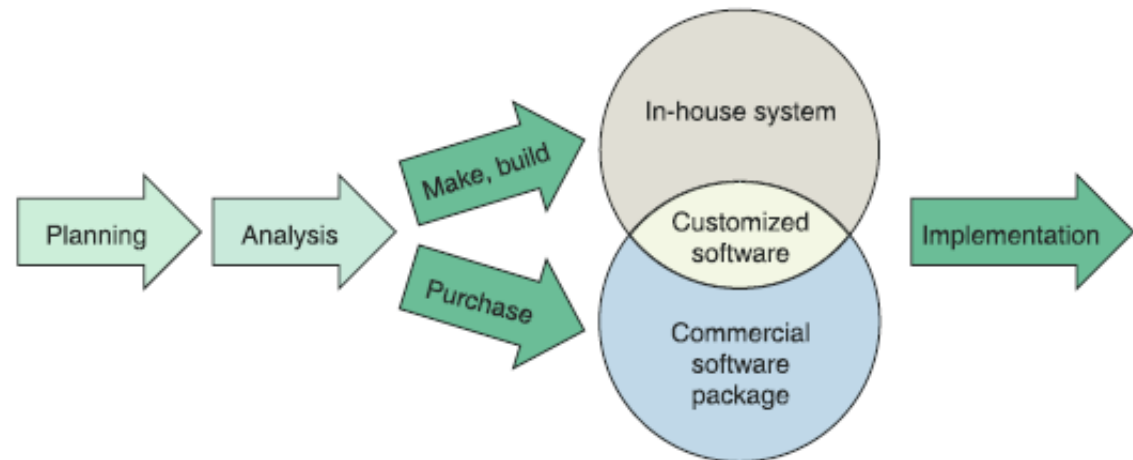 Planning
Analysis
Make, build
Purchase
In-house system
Customized
software
Commercial
software
package
Implementation